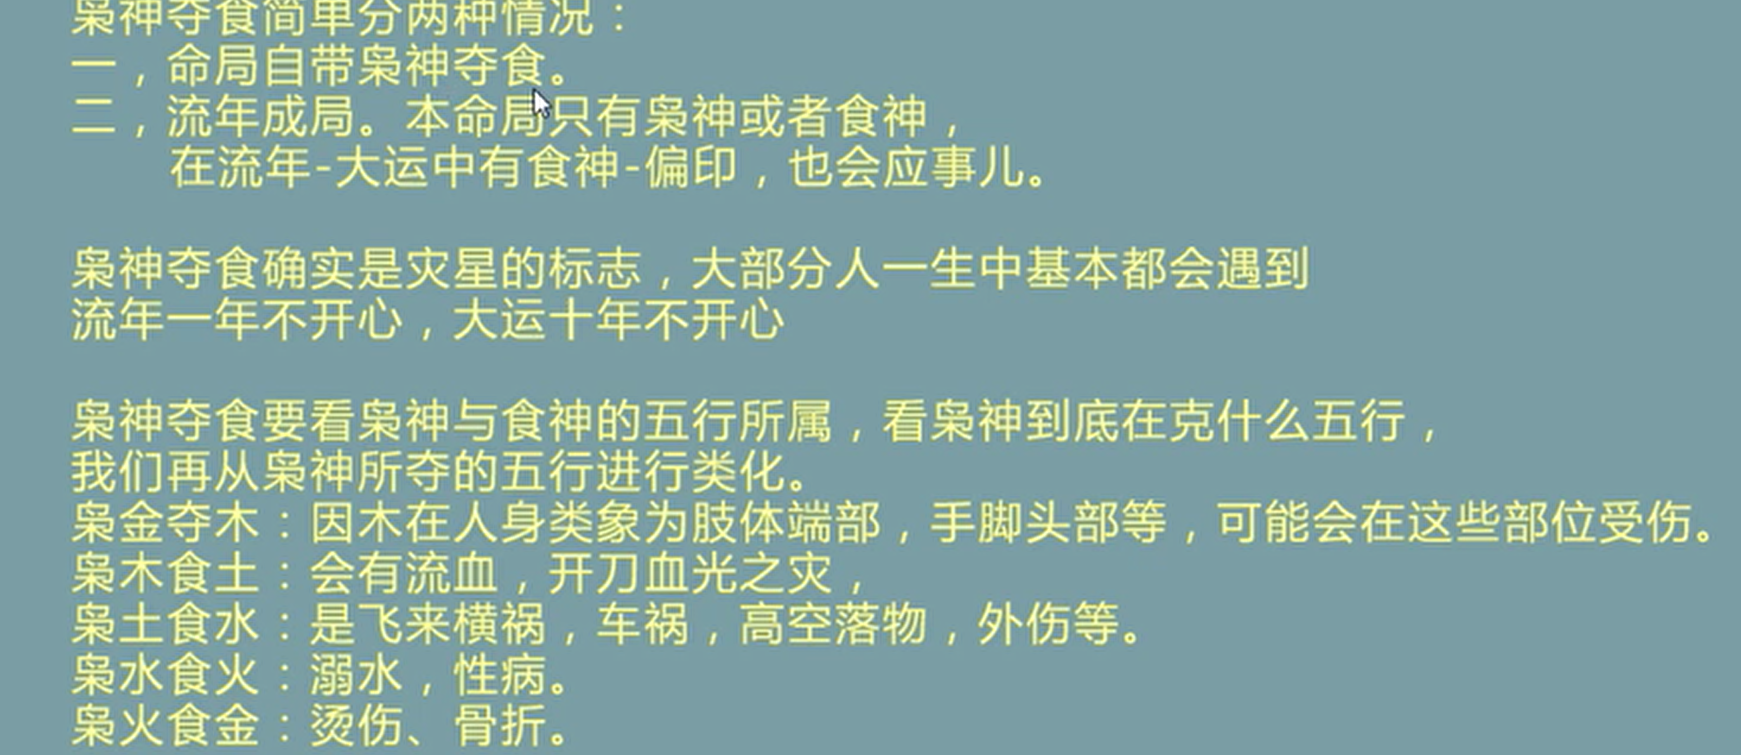 枭神夺食简单分两种情况：
一，命局自带枭神夺食。
二，流年成局。本命局只有枭神或者食神，
在流年-大运中有食神-偏印，也会应事儿。
枭神夺食确实是灾星的标志，大部分人一生中基本都会遇到
流年一年不开心，大运十年不开心
枭神夺食要看枭神与食神的五行所属，看枭神到底在克什么五行，
我们再从枭神所夺的五行进行类化。
枭金夺木：因木在人身类象为肢体端部，手脚头部等，可能会在这些部位受伤。
枭木食土：会有流血，开刀血光之灾，
枭土食水：是飞来横祸，车祸，高空落物，外伤等。
枭水食火：溺水，性病。
枭火食金：烫伤、骨折。